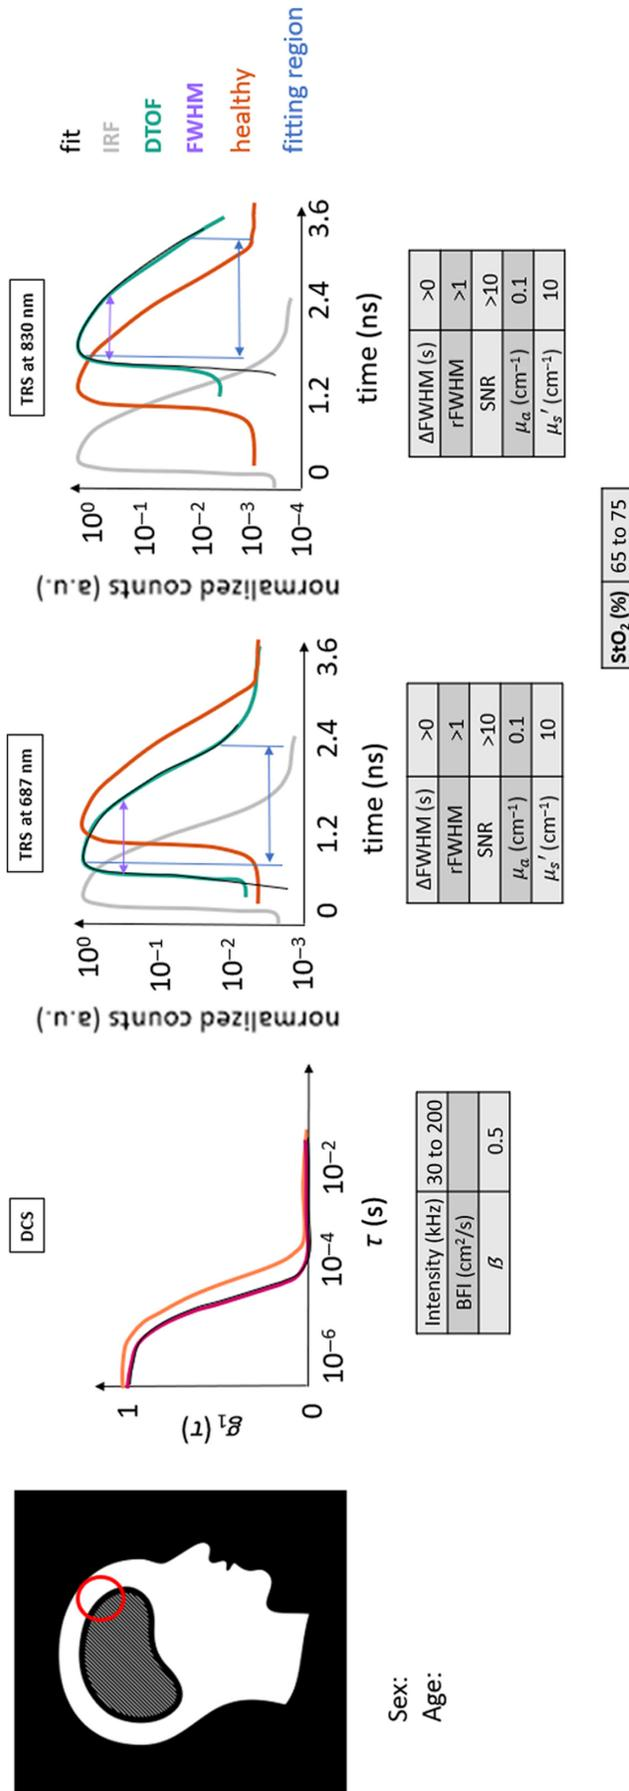 Sex:
Age:
DCS
g₁ (τ)
1
0
10⁻⁶
10⁻⁴
10⁻²
τ (s)
Intensity (kHz) 30 to 200
BFI (cm²/s)
β 0.5
TRS at 687 nm
normalized counts (a.u.)
10⁰
10⁻¹
10⁻²
10⁻³
0
1.2
2.4
3.6
time (ns)
ΔFWHM (s) >0
rFWHM >1
SNR >10
μₐ (cm⁻¹) 0.1
μₛ′ (cm⁻¹) 10
TRS at 830 nm
normalized counts (a.u.)
10⁰
10⁻¹
10⁻²
10⁻³
10⁻⁴
0
1.2
2.4
3.6
time (ns)
ΔFWHM (s) >0
rFWHM >1
SNR >10
μₐ (cm⁻¹) 0.1
μₛ′ (cm⁻¹) 10
StO₂ (%) 65 to 75
fit
IRF
DTOF
FWHM
healthy
fitting region